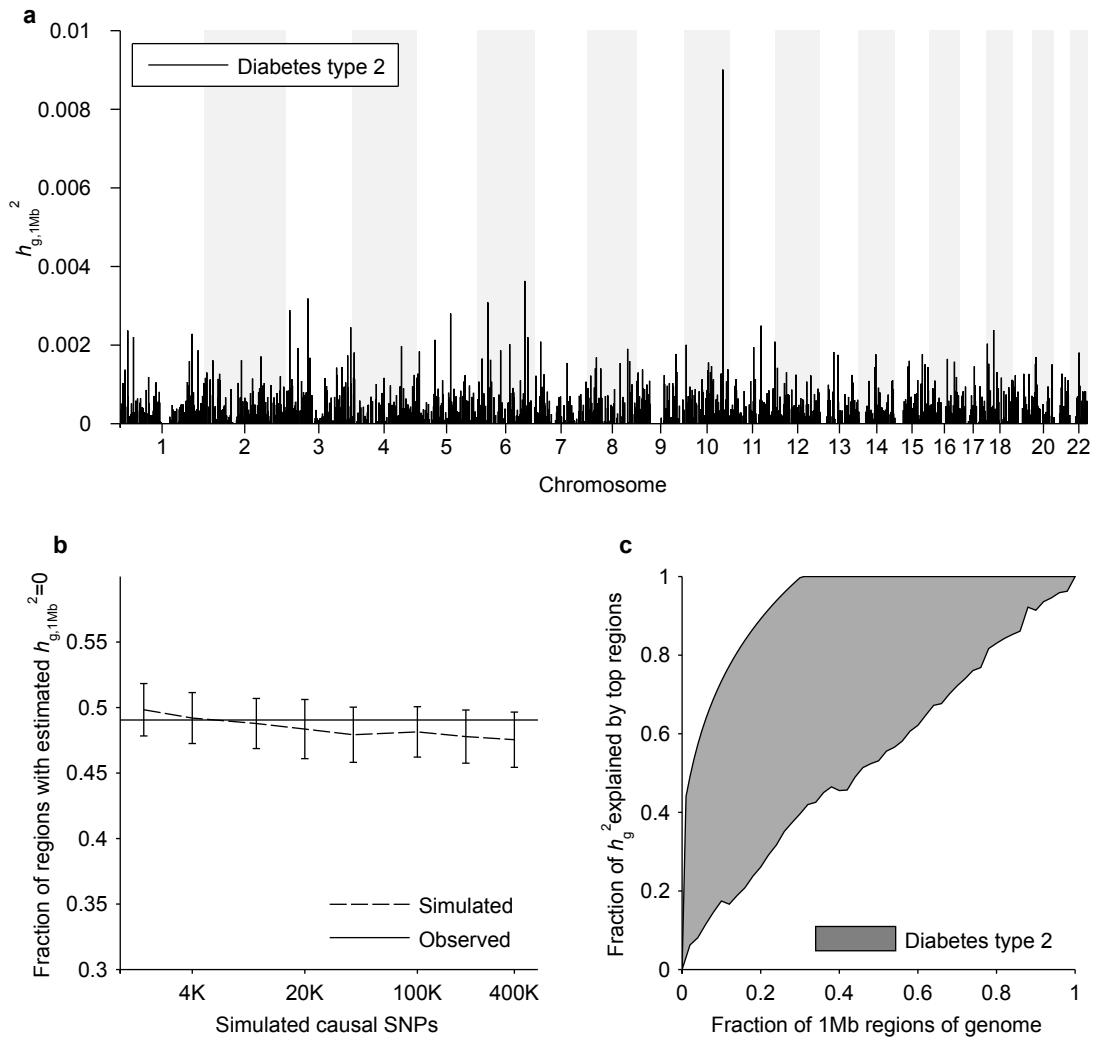 a
0.01
Diabetes type 2
0.008
0.006
h g,1Mb 2
0.004
0.002
0
1 2 3 4 5 6 7 8 9 10 11 12 13 14 15 16 17 18 20 22
Chromosome
b
Fraction of regions with estimated h g,1Mb 2=0
0.55
0.5
0.45
0.4
0.35
0.3
Simulated
Observed
4K 20K 100K 400K
Simulated causal SNPs
c
Fraction of h g 2 explained by top regions
1
0.8
0.6
0.4
0.2
0
Diabetes type 2
0 0.2 0.4 0.6 0.8 1
Fraction of 1Mb regions of genome